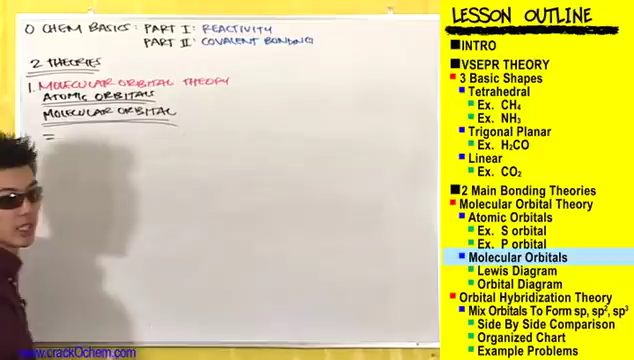 O CHEM BASICS: PART I: REACTIVITY
PART II: COVALENT BONDING
2 THEORIES
1. MOLECULAR ORBITAL THEORY
ATOMIC ORBITALS
MOLECULAR ORBITAL
=
www.crackOchem.com
LESSON OUTLINE
INTRO
VSEPR THEORY
3 Basic Shapes
Tetrahedral
Ex. CH₄
Ex. NH₃
Trigonal Planar
Ex. H₂CO
Linear
Ex. CO₂
2 Main Bonding Theories
Molecular Orbital Theory
Atomic Orbitals
Ex. S orbital
Ex. P orbital
Molecular Orbitals
Lewis Diagram
Orbital Diagram
Orbital Hybridization Theory
Mix Orbitals To Form sp, sp², sp³
Side By Side Comparison
Organized Chart
Example Problems